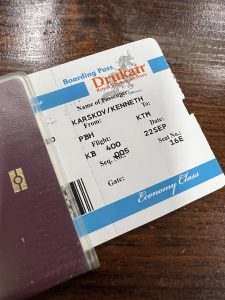 Boarding Pass
Drukair
Royal Bhutan Airlines
Name of Passenger
KARSKOV/KENNETH
From: To:
PBH KTM
Flight: Date:
KB 400 22SEP
Seq. No.: Seat No.:
005 16E
Gate:
Economy Class